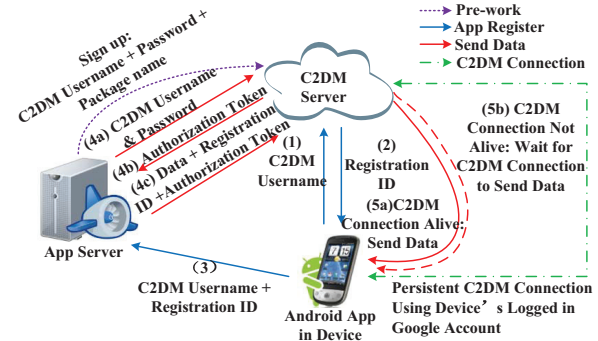 Pre-work
App Register
Send Data
C2DM Connection
Sign up:
C2DM Username + Password +
Package name
C2DM
Server
(4a) C2DM Username
& Password
(4b) Authorization Token
(4c) Data + Registration
ID +Authorization Token
(1)
C2DM
Username
(2)
Registration
ID
(5a)C2DM
Connection Alive:
Send Data
(5b) C2DM
Connection Not
Alive: Wait for
C2DM Connection
to Send Data
App Server
(3)
C2DM Username +
Registration ID
Android App
in Device
Persistent C2DM Connection
Using Device’s Logged in
Google Account